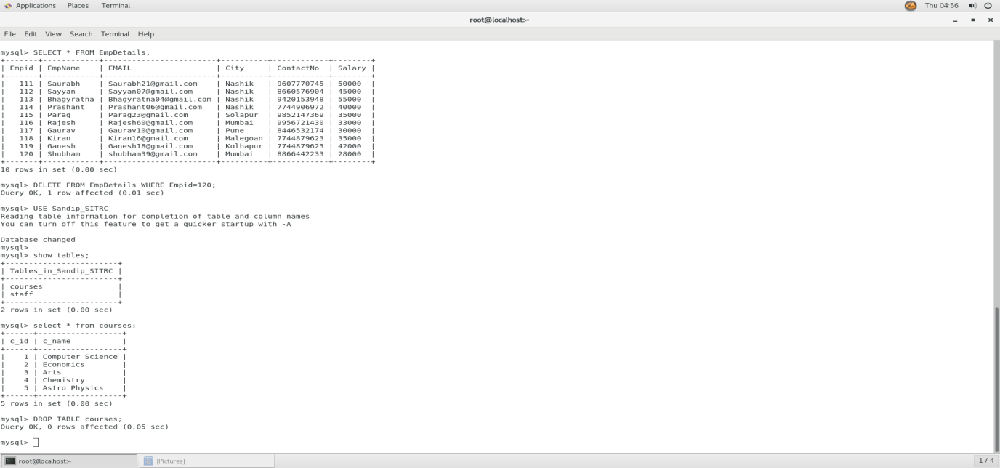 Applications Places Terminal Thu 04:56
root@localhost:~
File Edit View Search Terminal Help
mysql> SELECT * FROM EmpDetails;
+-------+------------+------------------------+----------+------------+--------+
| Empid | EmpName    | EMAIL                  | City     | ContactNo  | Salary |
+-------+------------+------------------------+----------+------------+--------+
|   111 | Saurabh    | Saurabh21@gmail.com    | Nashik   | 9607770745 | 50000  |
|   112 | Sayyan     | Sayyan07@gmail.com     | Nashik   | 8660576904 | 45000  |
|   113 | Bhagyratna | Bhagyratna04@gmail.com | Nashik   | 9420153948 | 55000  |
|   114 | Prashant   | Prashant06@gmail.com   | Nashik   | 7744906972 | 40000  |
|   115 | Parag      | Parag23@gmail.com      | Solapur  | 9852147369 | 35000  |
|   116 | Rajesh     | Rajesh60@gmail.com     | Mumbai   | 9956721430 | 33000  |
|   117 | Gaurav     | Gaurav10@gmail.com     | Pune     | 8446532174 | 30000  |
|   118 | Kiran      | Kiran16@gmail.com      | Malegoan | 7744879623 | 35000  |
|   119 | Ganesh     | Ganesh18@gmail.com     | Kolhapur | 7744879623 | 42000  |
|   120 | Shubham    | shubham39@gmail.com    | Mumbai   | 8866442233 | 28000  |
+-------+------------+------------------------+----------+------------+--------+
10 rows in set (0.00 sec)
mysql> DELETE FROM EmpDetails WHERE Empid=120;
Query OK, 1 row affected (0.01 sec)
mysql> USE Sandip_SITRC
Reading table information for completion of table and column names
You can turn off this feature to get a quicker startup with -A
Database changed
mysql>
mysql> show tables;
+------------------------+
| Tables_in_Sandip_SITRC |
+------------------------+
| courses                |
| staff                  |
+------------------------+
2 rows in set (0.00 sec)
mysql> select * from courses;
+------+------------------+
| c_id | c_name           |
+------+------------------+
|    1 | Computer Science |
|    2 | Economics        |
|    3 | Arts             |
|    4 | Chemistry        |
|    5 | Astro Physics    |
+------+------------------+
5 rows in set (0.00 sec)
mysql> DROP TABLE courses;
Query OK, 0 rows affected (0.05 sec)
mysql>
root@localhost:~ [Pictures] 1 / 4